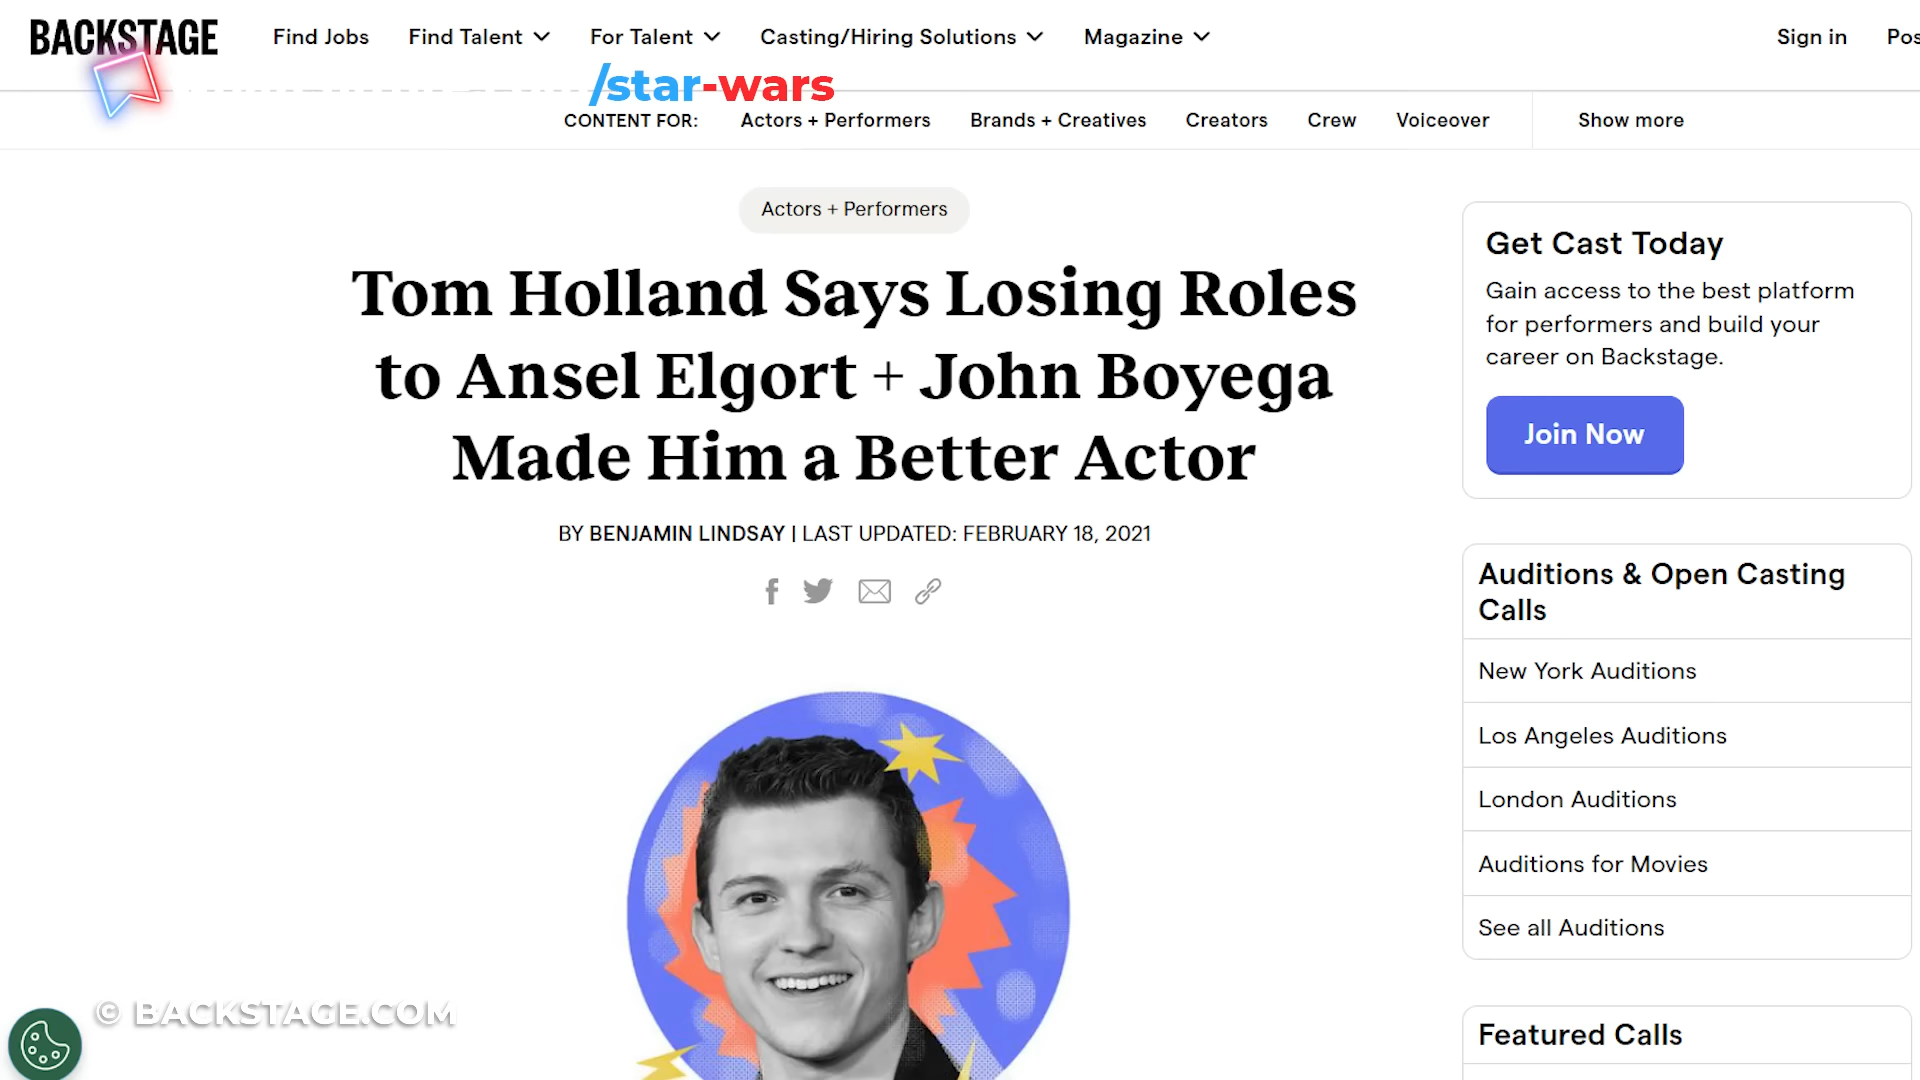 BACKSTAGE
Find Jobs
Find Talent
For Talent
Casting/Hiring Solutions
Magazine
Sign in
/star-wars
CONTENT FOR:
Actors + Performers
Brands + Creatives
Creators
Crew
Voiceover
Show more
Actors + Performers
Tom Holland Says Losing Roles
to Ansel Elgort + John Boyega
Made Him a Better Actor
BY BENJAMIN LINDSAY | LAST UPDATED: FEBRUARY 18, 2021
Get Cast Today
Gain access to the best platform
for performers and build your
career on Backstage.
Join Now
Auditions & Open Casting
Calls
New York Auditions
Los Angeles Auditions
London Auditions
Auditions for Movies
See all Auditions
Featured Calls
© BACKSTAGE.COM